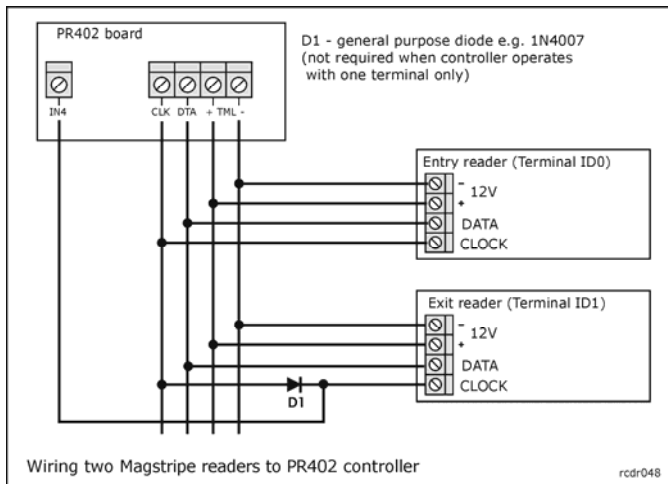 PR402 board
D1 - general purpose diode e.g. 1N4007
(not required when controller operates
with one terminal only)
IN4
CLK DTA + TML -
Entry reader (Terminal ID0)
- 12V
+
DATA
CLOCK
Exit reader (Terminal ID1)
- 12V
+
DATA
CLOCK
D1
Wiring two Magstripe readers to PR402 controller
rcdr048